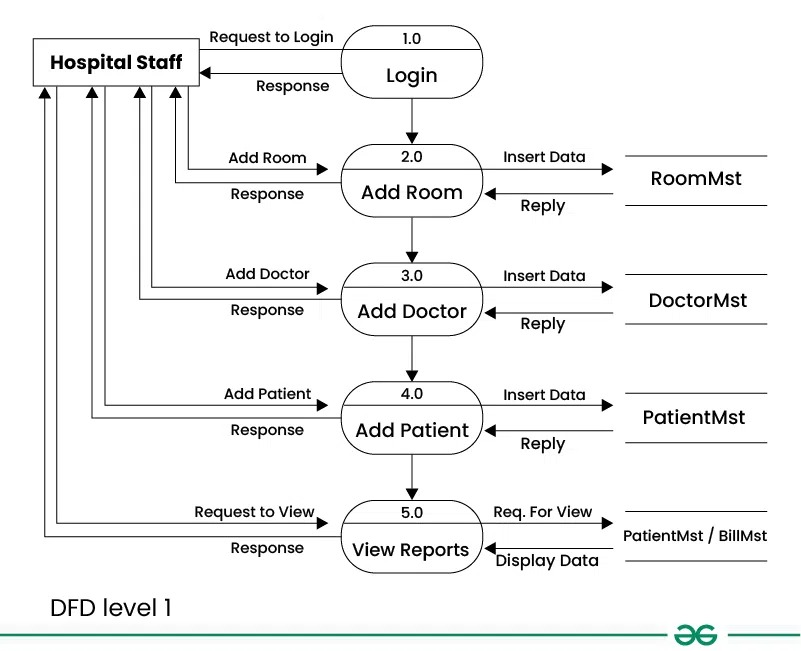 Request to Login
1.0
Hospital Staff
Login
Response
Add Room
2.0
Insert Data
RoomMst
Response
Add Room
Reply
Add Doctor
3.0
Insert Data
DoctorMst
Response
Add Doctor
Reply
Add Patient
4.0
Insert Data
PatientMst
Response
Add Patient
Reply
Request to View
5.0
Req. For View
PatientMst / BillMst
Response
View Reports
Display Data
DFD level 1